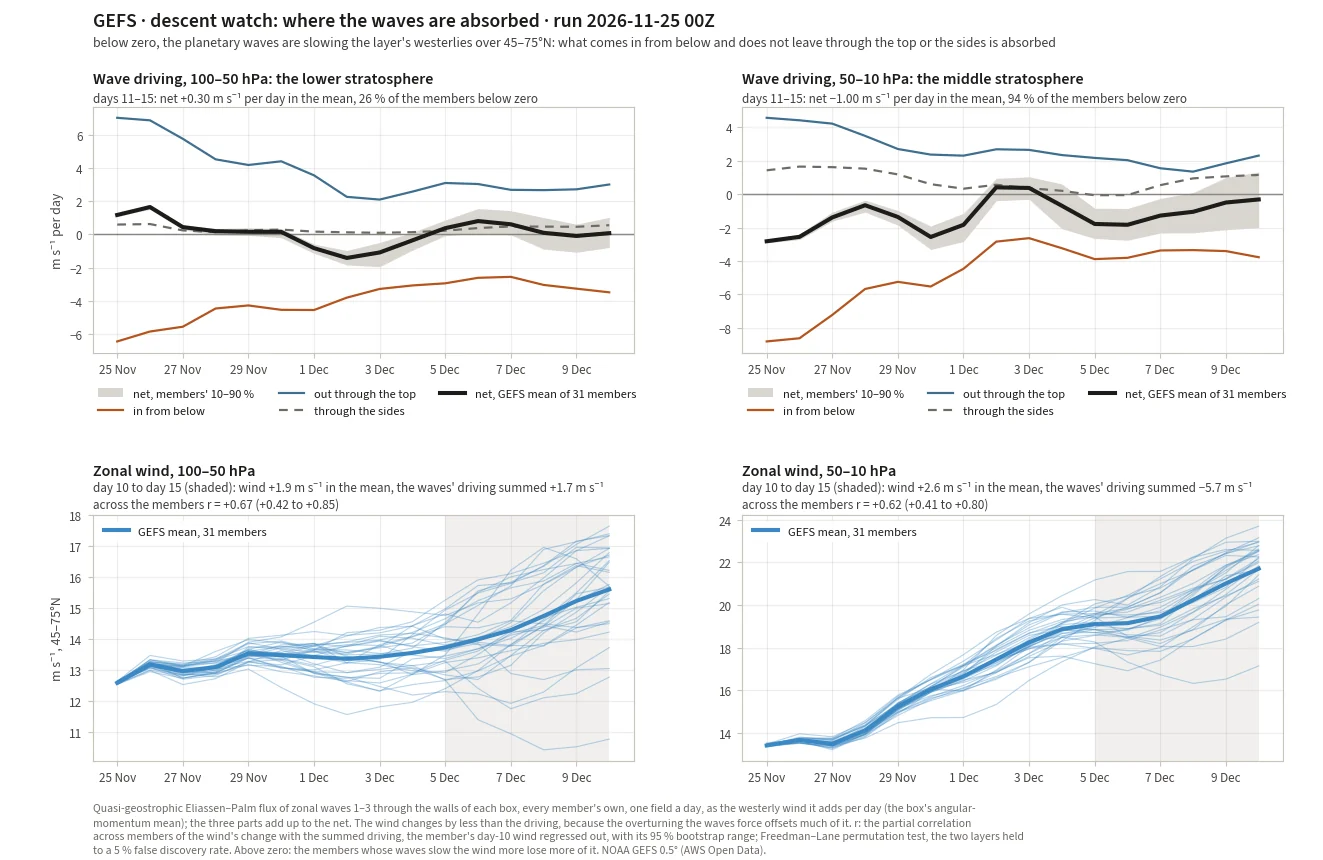 GEFS · descent watch: where the waves are absorbed · run 2026-11-25 00Z
below zero, the planetary waves are slowing the layer's westerlies over 45–75°N: what comes in from below and does not leave through the top or the sides is absorbed
Wave driving, 100–50 hPa: the lower stratosphere
days 11–15: net +0.30 m s⁻¹ per day in the mean, 26 % of the members below zero
6
4
2
0
−2
−4
−6
m s⁻¹ per day
25 Nov 27 Nov 29 Nov 1 Dec 3 Dec 5 Dec 7 Dec 9 Dec
net, members' 10–90 % out through the top net, GEFS mean of 31 members
in from below through the sides
Wave driving, 50–10 hPa: the middle stratosphere
days 11–15: net −1.00 m s⁻¹ per day in the mean, 94 % of the members below zero
4
2
0
−2
−4
−6
−8
25 Nov 27 Nov 29 Nov 1 Dec 3 Dec 5 Dec 7 Dec 9 Dec
net, members' 10–90 % out through the top net, GEFS mean of 31 members
in from below through the sides
Zonal wind, 100–50 hPa
day 10 to day 15 (shaded): wind +1.9 m s⁻¹ in the mean, the waves' driving summed +1.7 m s⁻¹
across the members r = +0.67 (+0.42 to +0.85)
GEFS mean, 31 members
18
17
16
15
14
13
12
11
m s⁻¹, 45–75°N
25 Nov 27 Nov 29 Nov 1 Dec 3 Dec 5 Dec 7 Dec 9 Dec
Zonal wind, 50–10 hPa
day 10 to day 15 (shaded): wind +2.6 m s⁻¹ in the mean, the waves' driving summed −5.7 m s⁻¹
across the members r = +0.62 (+0.41 to +0.80)
GEFS mean, 31 members
24
22
20
18
16
14
25 Nov 27 Nov 29 Nov 1 Dec 3 Dec 5 Dec 7 Dec 9 Dec
Quasi-geostrophic Eliassen–Palm flux of zonal waves 1–3 through the walls of each box, every member's own, one field a day, as the westerly wind it adds per day (the box's angular-
momentum mean); the three parts add up to the net. The wind changes by less than the driving, because the overturning the waves force offsets much of it. r: the partial correlation
across members of the wind's change with the summed driving, the member's day-10 wind regressed out, with its 95 % bootstrap range; Freedman–Lane permutation test, the two layers held
to a 5 % false discovery rate. Above zero: the members whose waves slow the wind more lose more of it. NOAA GEFS 0.5° (AWS Open Data).